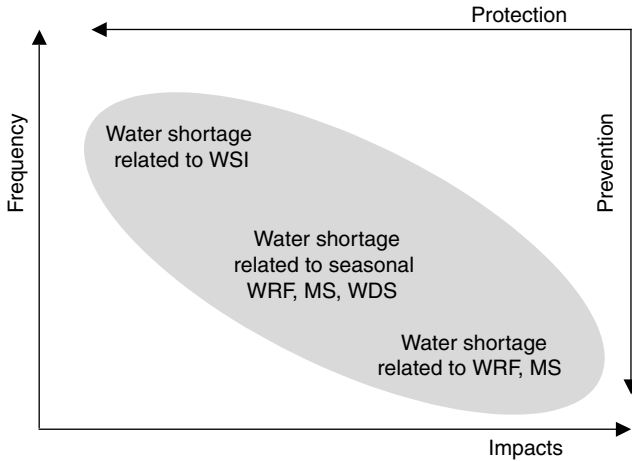 Protection
Frequency
Prevention
Water shortage
related to WSI
Water shortage
related to seasonal
WRF, MS, WDS
Water shortage
related to WRF, MS
Impacts